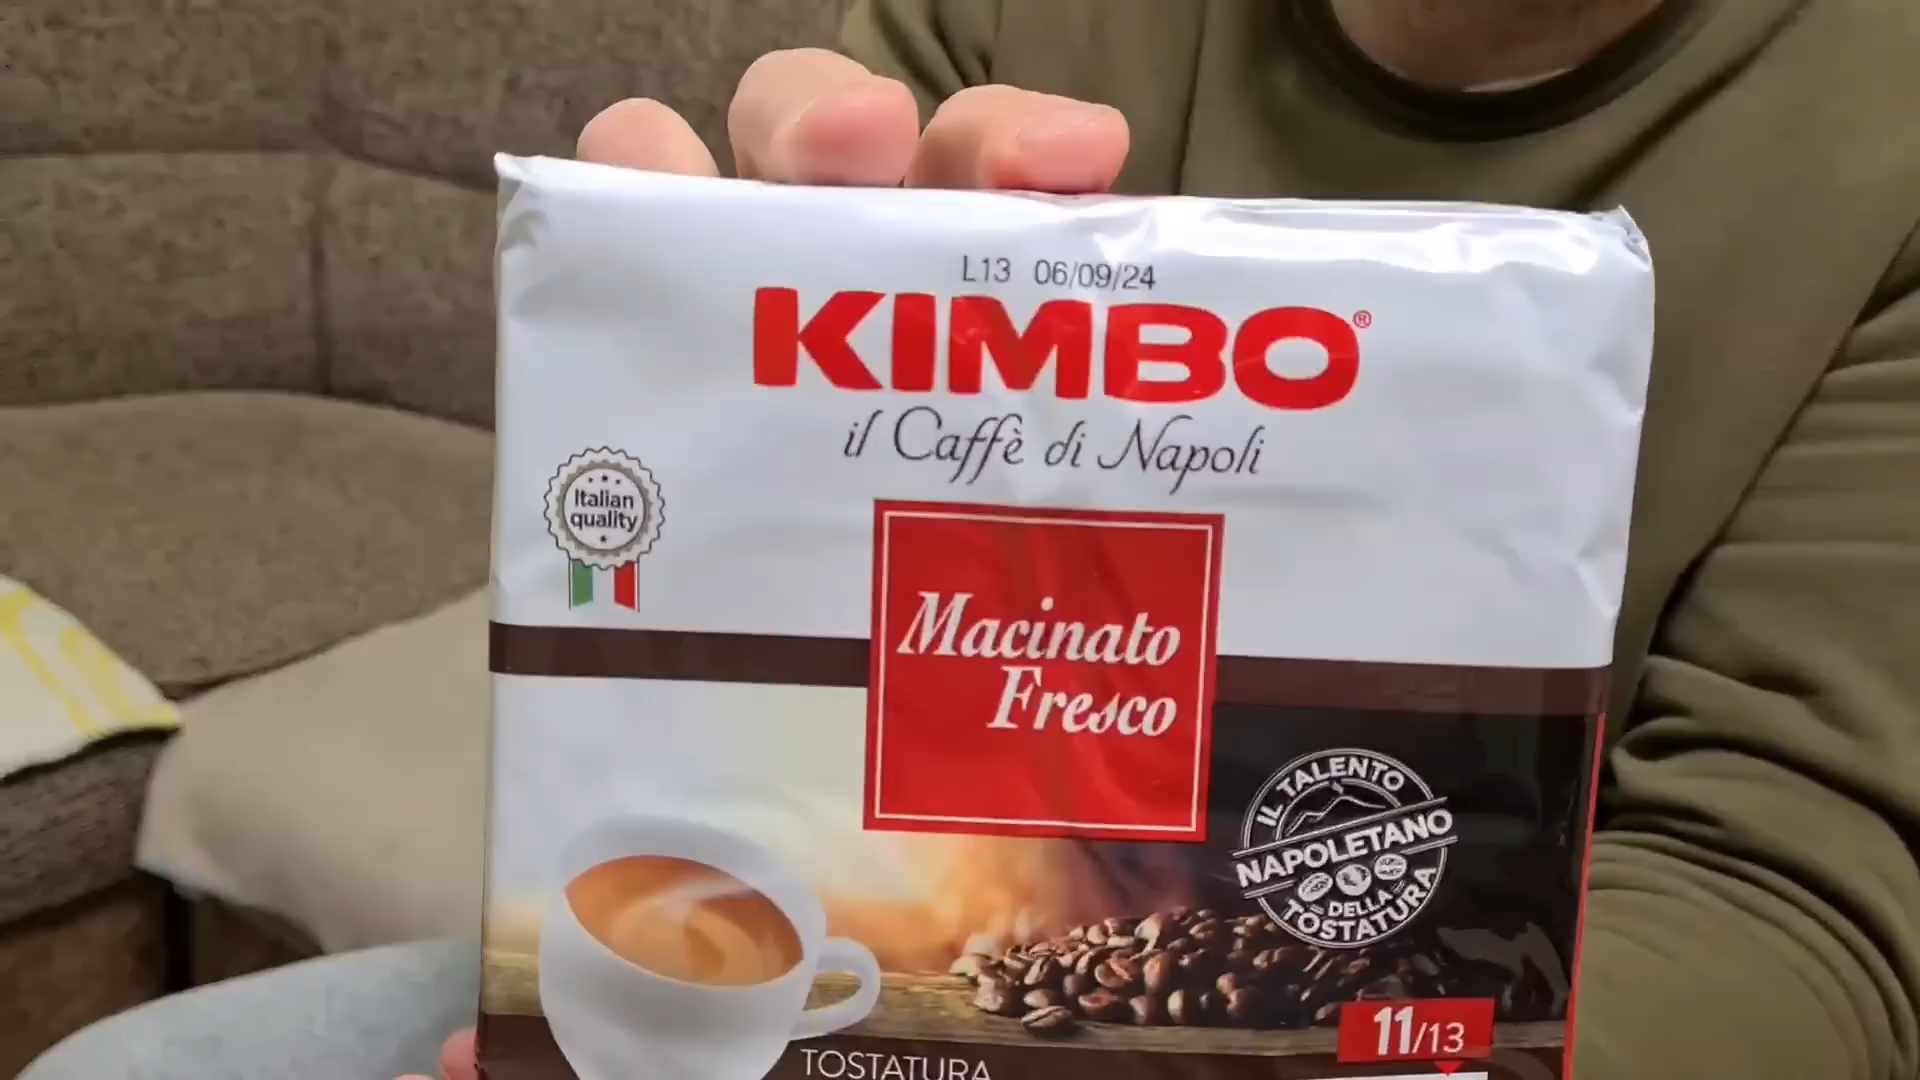 L13 06/09/24
KIMBO®
il Caffè di Napoli
Italian
quality
Macinato
Fresco
IL TALENTO
NAPOLETANO
DELLA
TOSTATURA
11/13
TOSTATURA